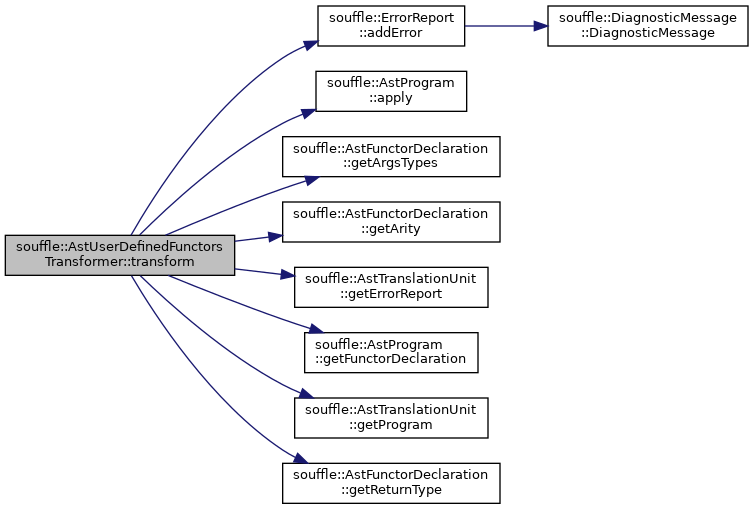 souffle::ErrorReport
::addError
souffle::DiagnosticMessage
::DiagnosticMessage
souffle::AstProgram
::apply
souffle::AstFunctorDeclaration
::getArgsTypes
souffle::AstFunctorDeclaration
::getArity
souffle::AstUserDefinedFunctors
Transformer::transform
souffle::AstTranslationUnit
::getErrorReport
souffle::AstProgram
::getFunctorDeclaration
souffle::AstTranslationUnit
::getProgram
souffle::AstFunctorDeclaration
::getReturnType